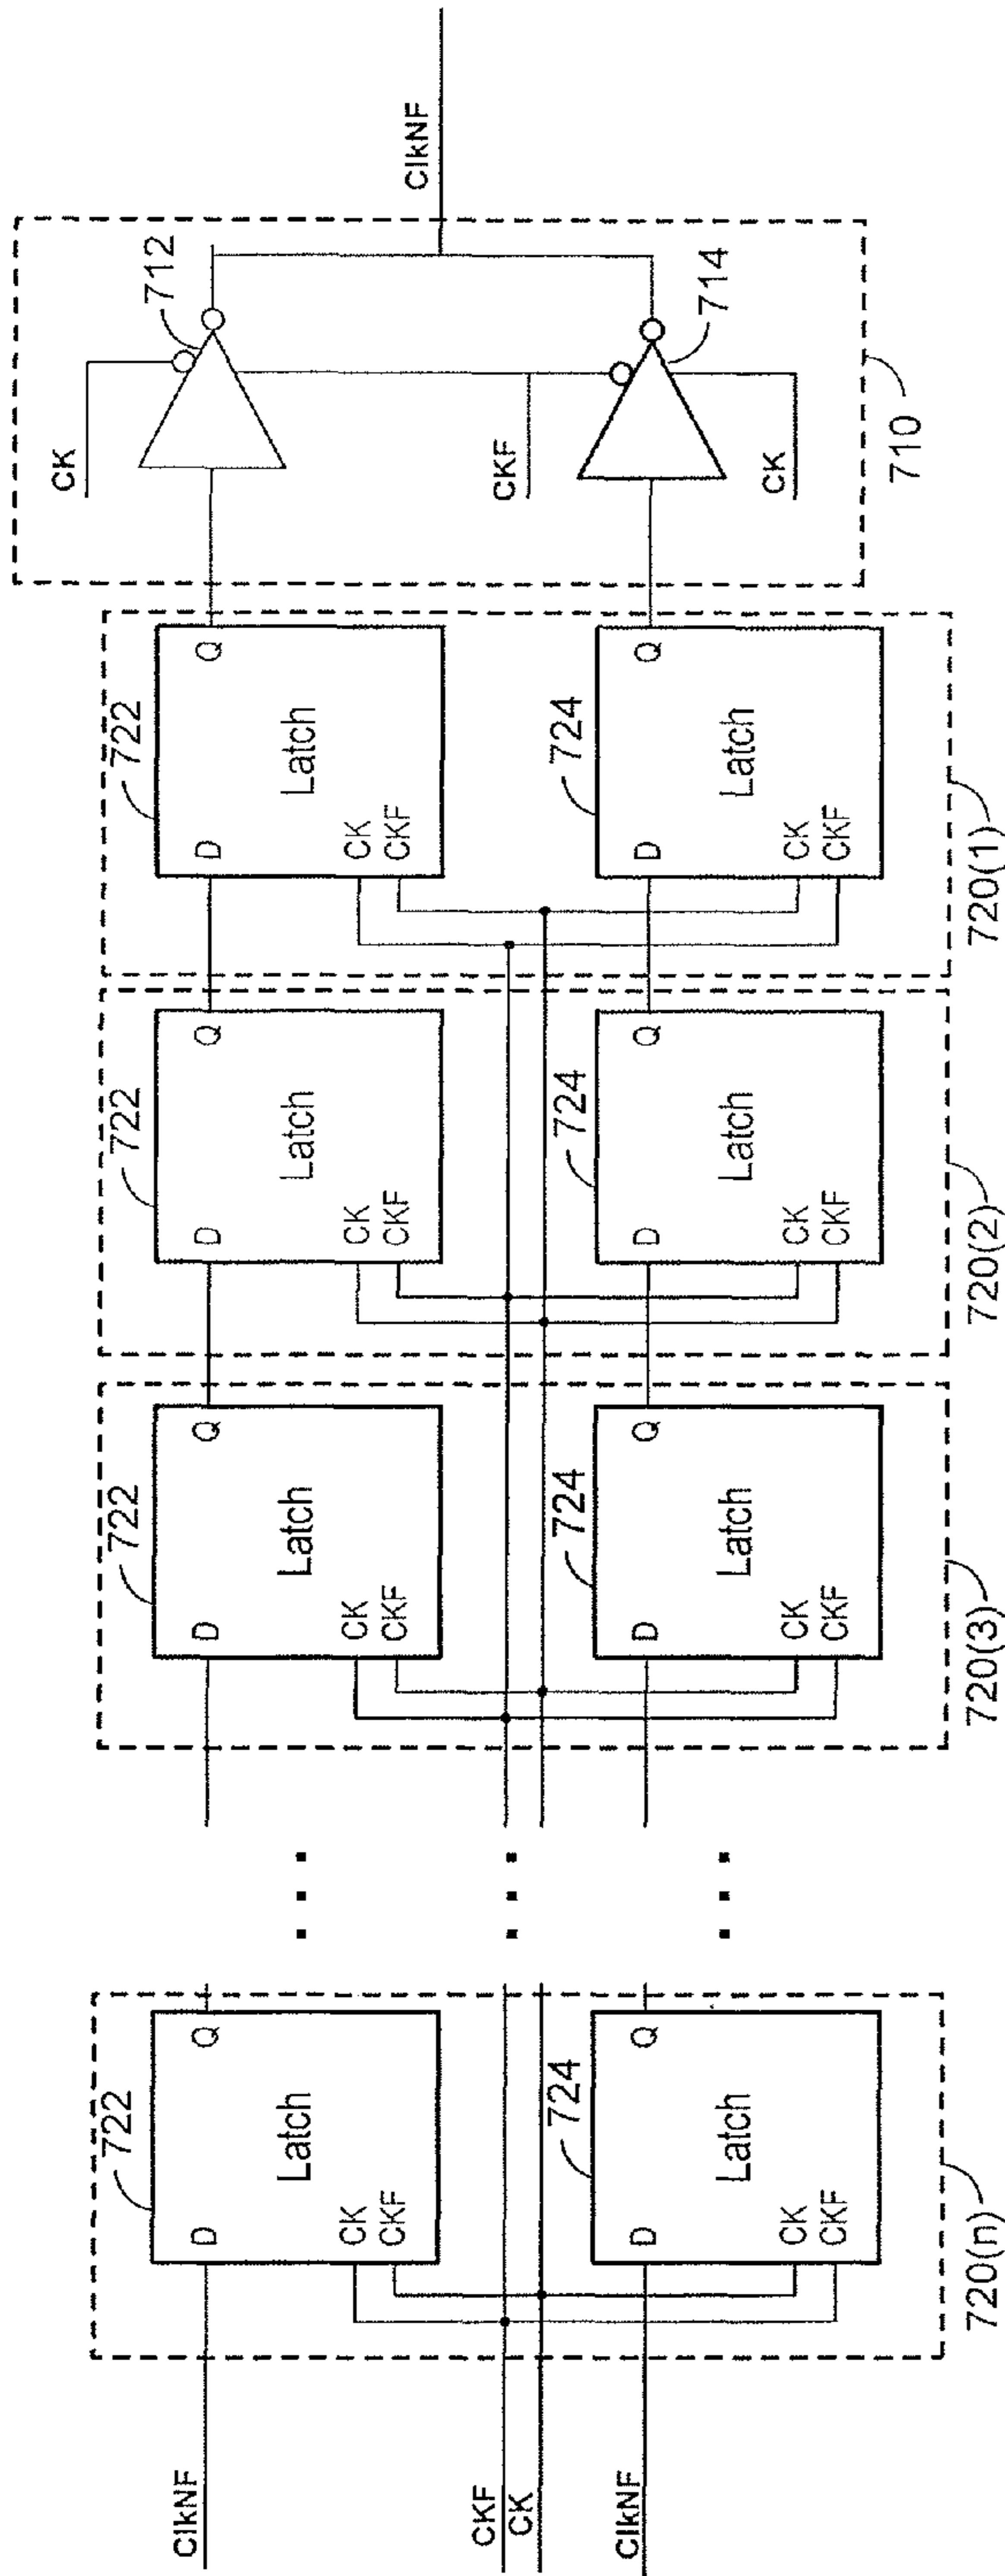 ClkNF
CKF
CK
ClkNF
722
D
Q
Latch
CK
CKF
724
D
Q
Latch
CK
CKF
720(n)
722
D
Q
Latch
CK
CKF
724
D
Q
Latch
CK
CKF
720(3)
722
D
Q
Latch
CK
CKF
724
D
Q
Latch
CK
CKF
720(2)
722
D
Q
Latch
CK
CKF
724
D
Q
Latch
CK
CKF
720(1)
CK
712
CKF
714
CK
710
ClkNF